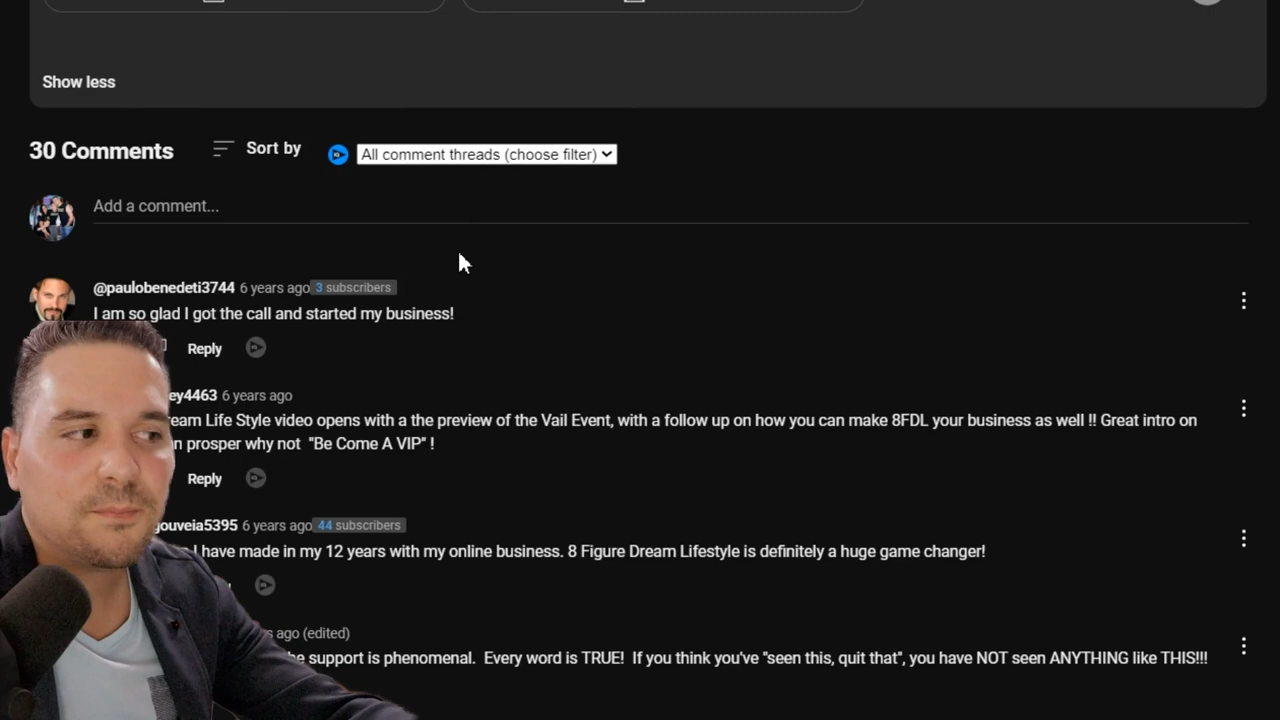 Show less
30 Comments
Sort by
All comment threads (choose filter)
Add a comment...
@paulobenedeti3744 6 years ago 3 subscribers
I am so glad I got the call and started my business!
Reply
ey4463 6 years ago
eam Life Style video opens with a the preview of the Vail Event, with a follow up on how you can make 8FDL your business as well !! Great intro on
n prosper why not "Be Come A VIP" !
Reply
gouveia5395 6 years ago 44 subscribers
I have made in my 12 years with my online business. 8 Figure Dream Lifestyle is definitely a huge game changer!
s ago (edited)
he support is phenomenal. Every word is TRUE! If you think you've "seen this, quit that", you have NOT seen ANYTHING like THIS!!!